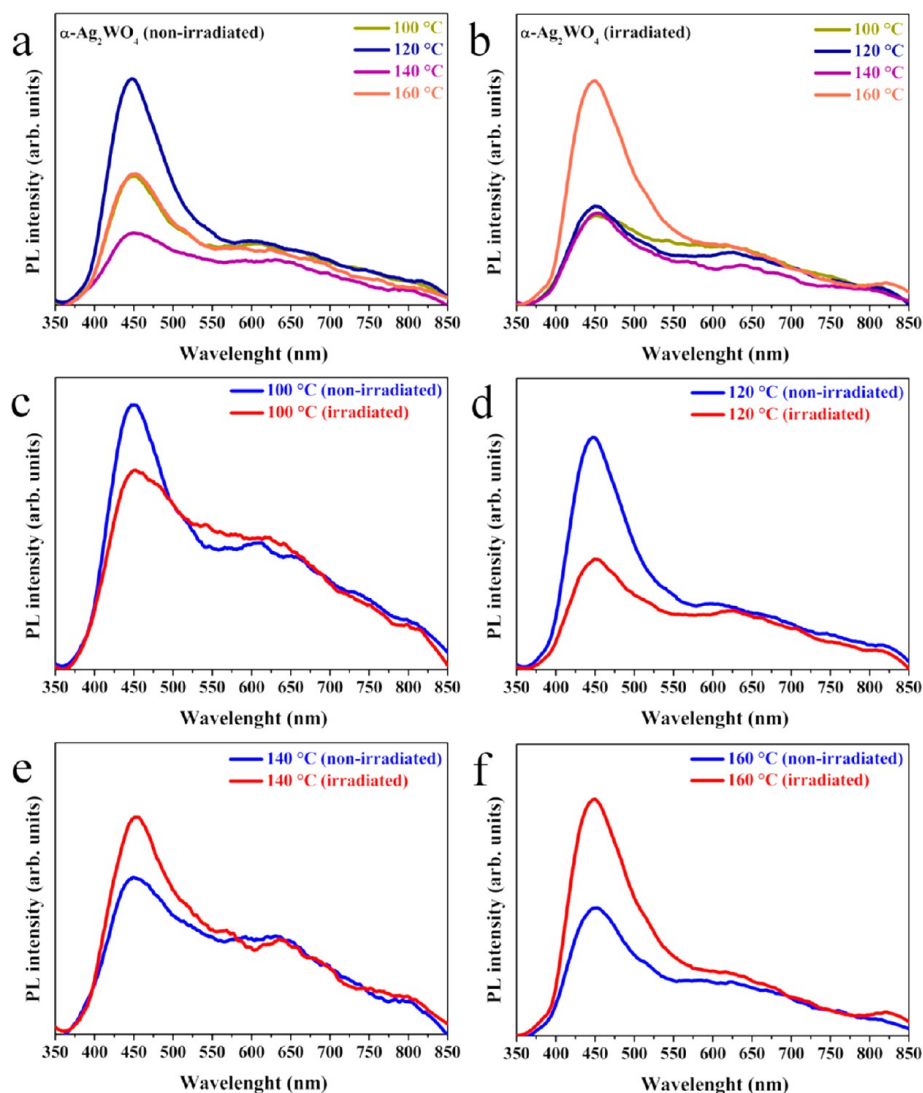 a
α-Ag₂WO₄ (non-irradiated)
100 °C
120 °C
140 °C
160 °C
PL intensity (arb. units)
350 400 450 500 550 600 650 700 750 800 850
Wavelenght (nm)
b
α-Ag₂WO₄ (irradiated)
100 °C
120 °C
140 °C
160 °C
PL intensity (arb. units)
350 400 450 500 550 600 650 700 750 800 850
Wavelenght (nm)
c
100 °C (non-irradiated)
100 °C (irradiated)
PL intensity (arb. units)
350 400 450 500 550 600 650 700 750 800 850
Wavelenght (nm)
d
120 °C (non-irradiated)
120 °C (irradiated)
PL intensity (arb. units)
350 400 450 500 550 600 650 700 750 800 850
Wavelenght (nm)
e
140 °C (non-irradiated)
140 °C (irradiated)
PL intensity (arb. units)
350 400 450 500 550 600 650 700 750 800 850
Wavelenght (nm)
f
160 °C (non-irradiated)
160 °C (irradiated)
PL intensity (arb. units)
350 400 450 500 550 600 650 700 750 800 850
Wavelenght (nm)